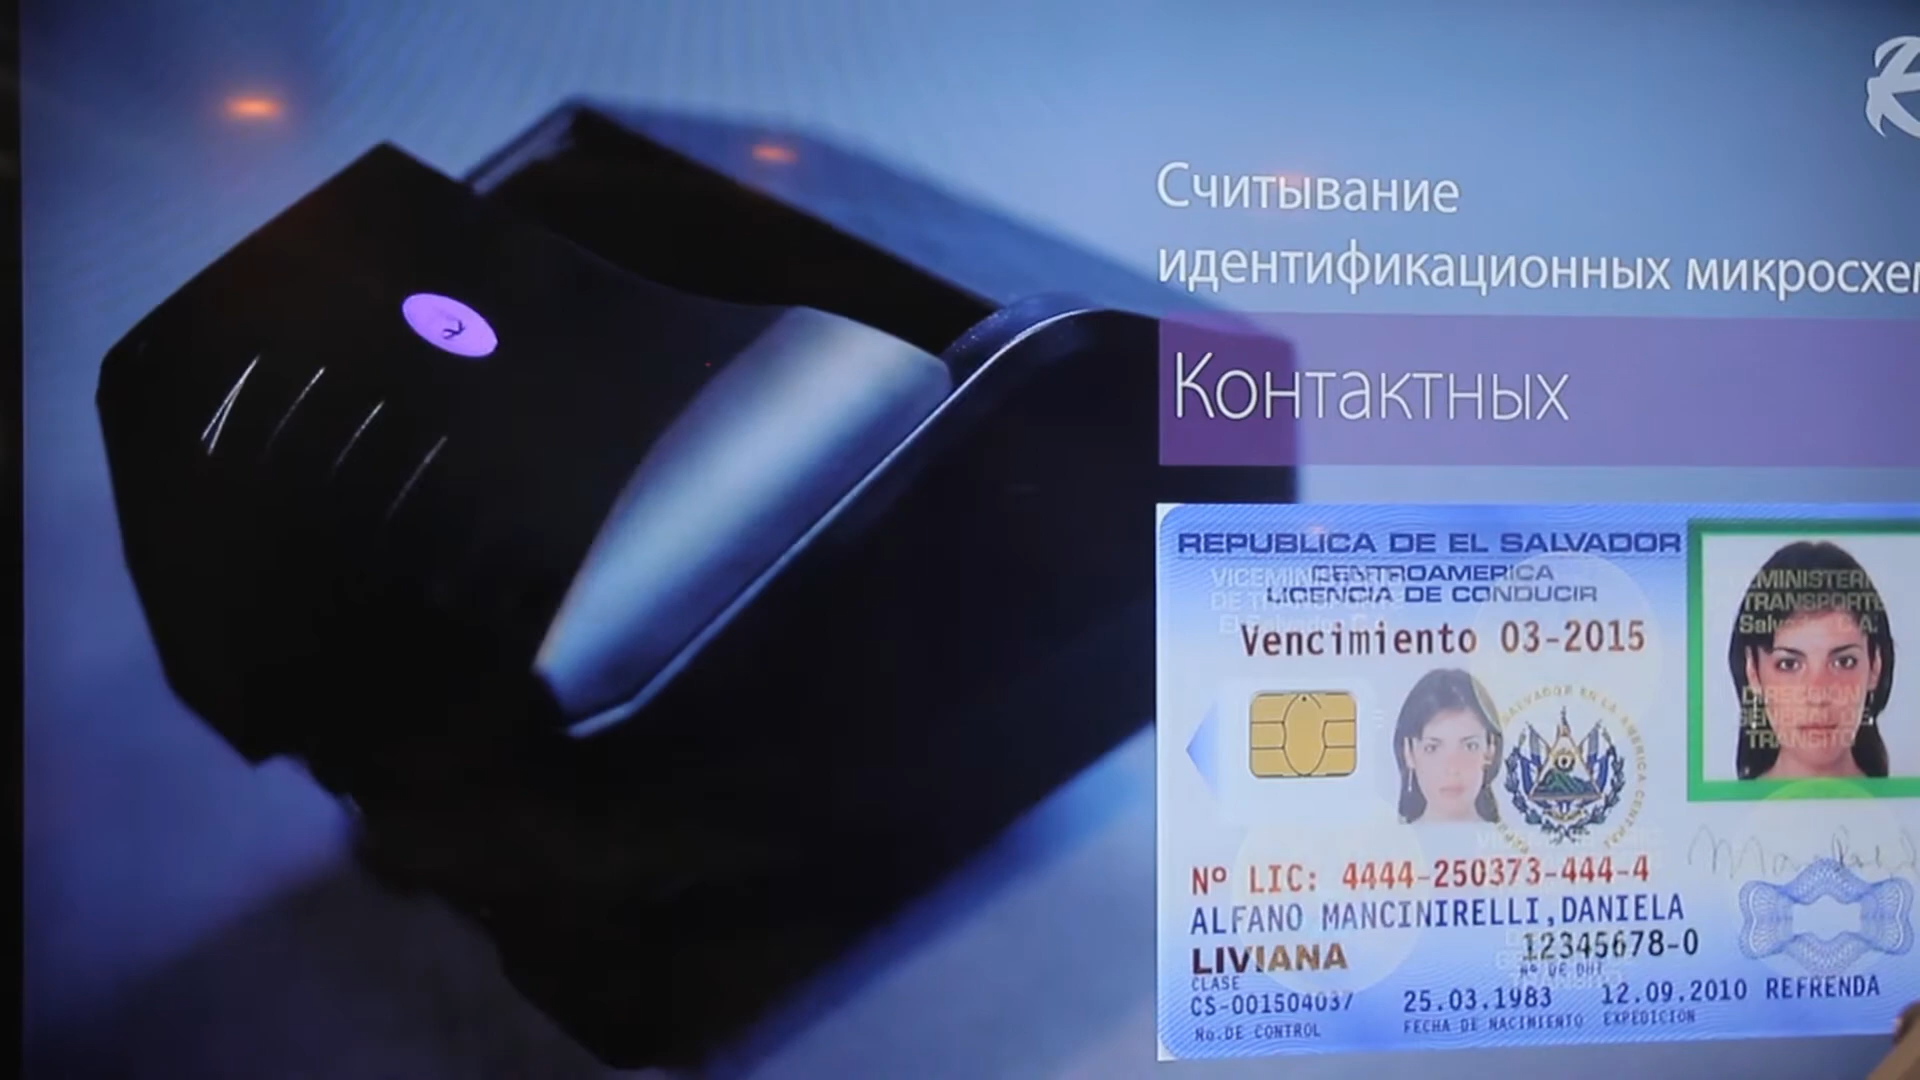 Считывание
идентификационных
Контактных
REPUBLICA DE EL SALVADOR
CENTROAMERICA
LICENCIA DE CONDUCIR
Vencimiento 03-2015
Nº LIC: 4444-250373-444-4
ALFANO MANCINIRELLI,DANIELA
LIVIANA
12345678-0
CLASE
CS-001504037
25.03.1983
12.09.2010
REFRENDA
No.DE CONTROL
FECHA DE NACIMIENTO
EXPEDICION